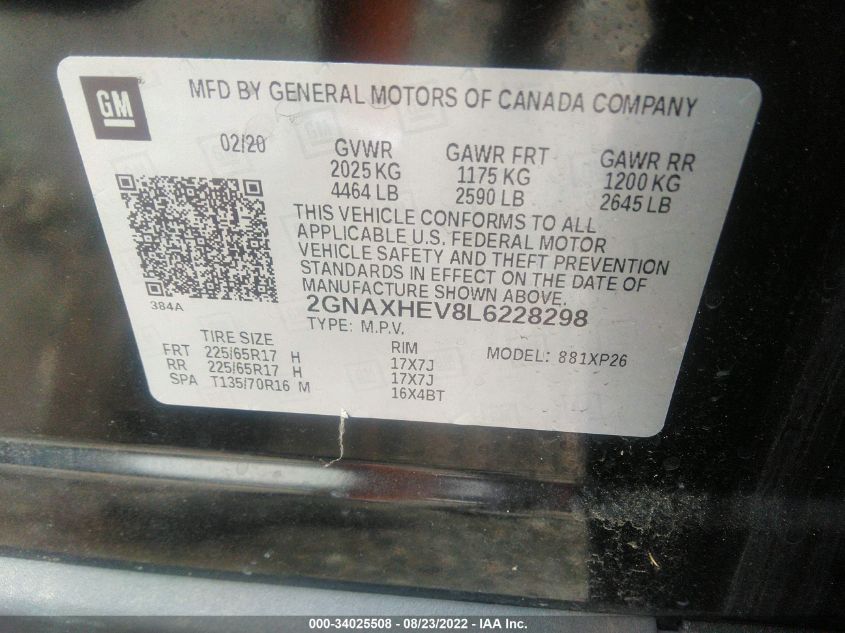 GM
MFD BY GENERAL MOTORS OF CANADA COMPANY
02/20
GVWR GAWR FRT GAWR RR
2025 KG 1175 KG 1200 KG
4464 LB 2590 LB 2645 LB
THIS VEHICLE CONFORMS TO ALL
APPLICABLE U.S. FEDERAL MOTOR
VEHICLE SAFETY AND THEFT PREVENTION
STANDARDS IN EFFECT ON THE DATE OF
MANUFACTURE SHOWN ABOVE.
384A
2GNAXHEV8L6228298
TYPE: M.P.V.
MODEL: 881XP26
TIRE SIZE RIM
FRT 225/65R17 H 17X7J
RR 225/65R17 H 17X7J
SPA T135/70R16 M 16X4BT
000-34025508 - 08/23/2022 - IAA Inc.